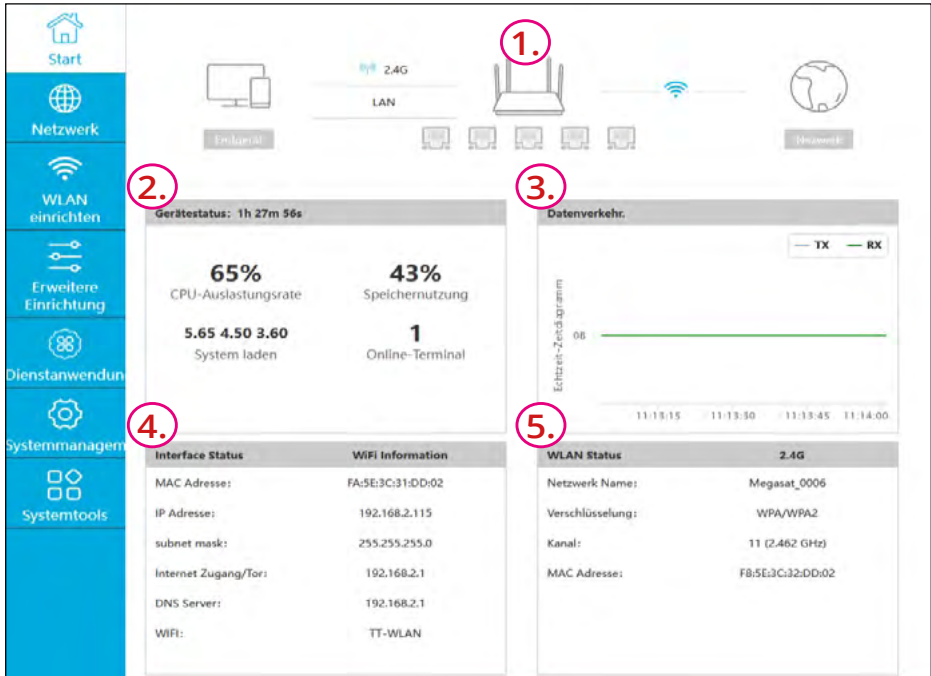 Start
Netzwerk
WLAN
einrichten
Erweitere
Einrichtung
Dienstanwendun
Systemmanagem
Systemtools
1.
2.4G
LAN
Endgerät
Netzwerk
2.
Gerätestatus: 1h 27m 56s
65%
CPU-Auslastungsrate
43%
Speichernutzung
5.65 4.50 3.60
System laden
1
Online-Terminal
3.
Datenverkehr.
TX RX
Echtzeit-Zeitdiagramm
0B
11:13:15 11:13:30 11:13:45 11:14:00
4.
Interface Status WiFi Information
MAC Adresse: FA:5E:3C:31:DD:02
IP Adresse: 192.168.2.115
subnet mask: 255.255.255.0
Internet Zugang/Tor: 192.168.2.1
DNS Server: 192.168.2.1
WIFI: TT-WLAN
5.
WLAN Status 2.4G
Netzwerk Name: Megasat_0006
Verschlüsselung: WPA/WPA2
Kanal: 11 (2.462 GHz)
MAC Adresse: F8:5E:3C:32:DD:02